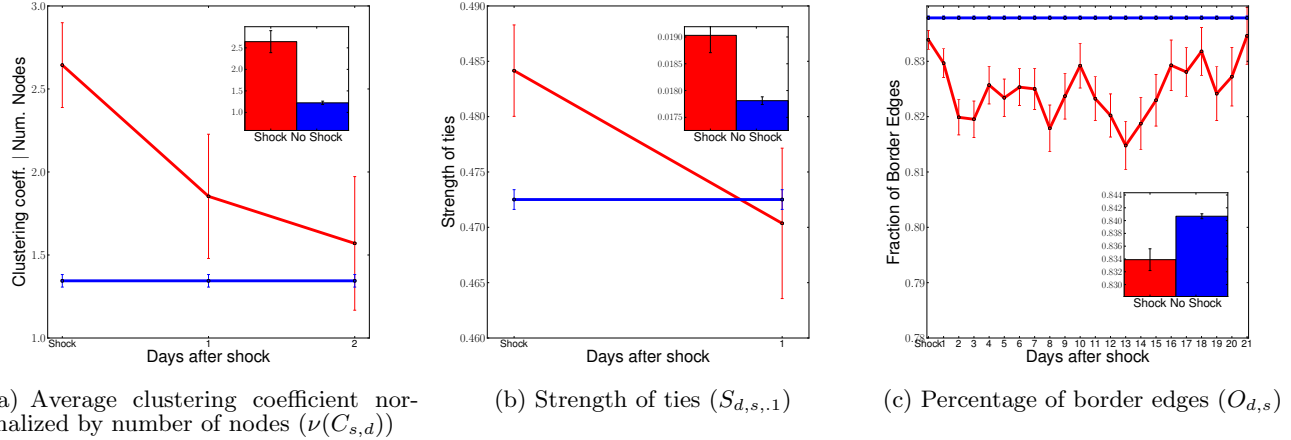 3.0
2.5
2.0
1.5
1.0
Clustering coeff. | Num. Nodes
2.5
2.0
1.5
1.0
Shock No Shock
Shock 1 2
Days after shock
0.490
0.485
0.480
0.475
0.470
0.465
0.460
Strength of ties
0.0190
0.0185
0.0180
0.0175
Shock No Shock
Shock 1
Days after shock
0.83
0.82
0.81
0.80
0.79
0.78
Fraction of Border Edges
0.844
0.842
0.840
0.838
0.836
0.834
0.832
0.830
Shock No Shock
Shock1 2 3 4 5 6 7 8 9 10 11 12 13 14 15 16 17 18 19 20 21
Days after shock
a) Average clustering coefficient nor-
nalized by number of nodes (ν(C_{s,d}))
(b) Strength of ties (S_{d,s,.1})
(c) Percentage of border edges (O_{d,s})